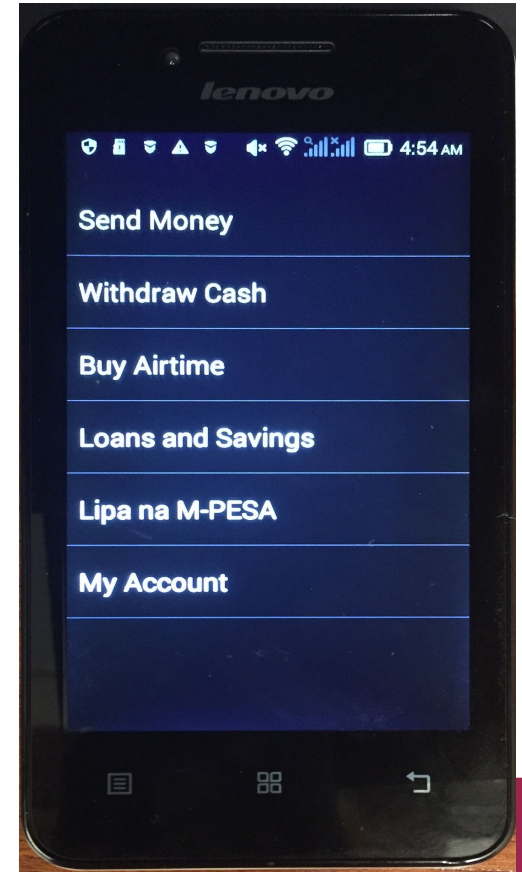 lenovo
4:54 AM
Send Money
Withdraw Cash
Buy Airtime
Loans and Savings
Lipa na M-PESA
My Account